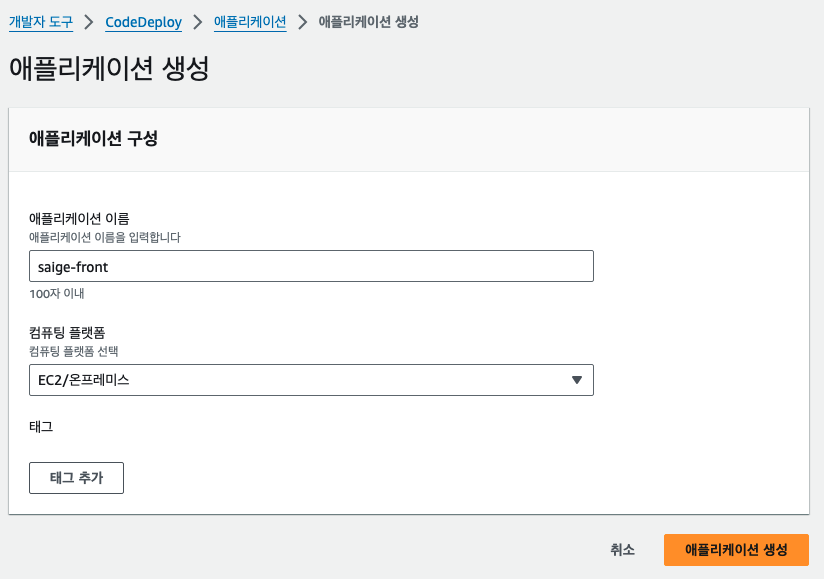 개발자 도구 > CodeDeploy > 애플리케이션 > 애플리케이션 생성
애플리케이션 생성
애플리케이션 구성
애플리케이션 이름
애플리케이션 이름을 입력합니다
saige-front
100자 이내
컴퓨팅 플랫폼
컴퓨팅 플랫폼 선택
EC2/온프레미스
태그
태그 추가
취소
애플리케이션 생성